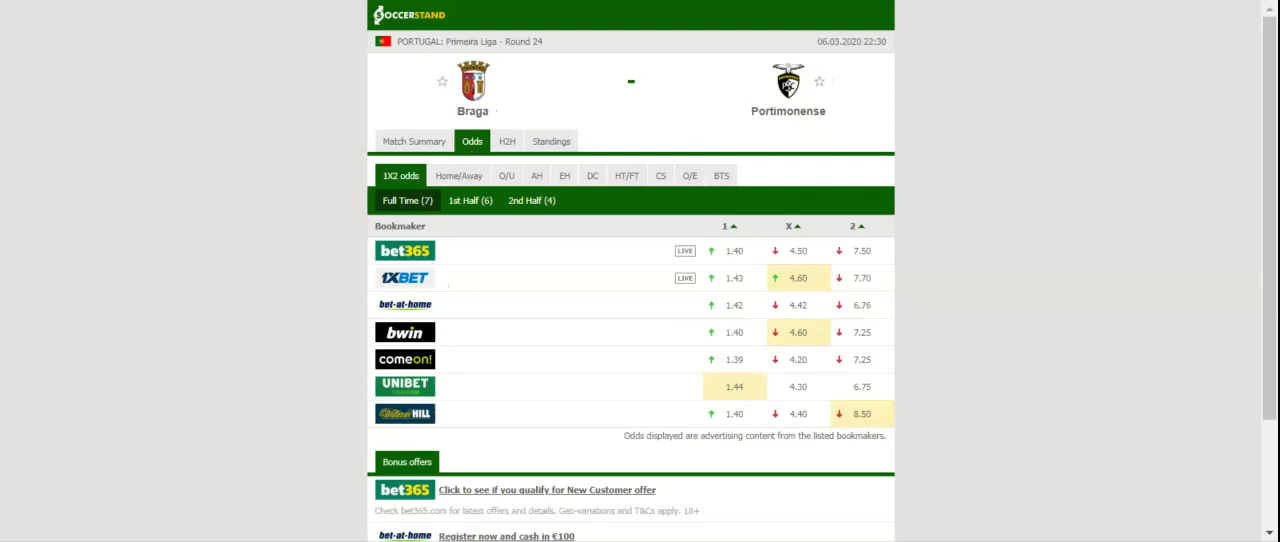 SOCCERSTAND
PORTUGAL: Primeira Liga - Round 24 06.03.2020 22:30
-
Braga Portimonense
Match Summary Odds H2H Standings
1X2 odds Home/Away O/U AH EH DC HT/FT CS O/E BTS
Full Time (7) 1st Half (6) 2nd Half (4)
Bookmaker 1 X 2
bet365 LIVE 1.40 4.50 7.50
1XBET LIVE 1.43 4.60 7.70
bet-at-home 1.42 4.42 6.76
bwin 1.40 4.60 7.25
comeon! 1.39 4.20 7.25
UNIBET 1.44 4.30 6.75
William HILL 1.40 4.40 8.50
Odds displayed are advertising content from the listed bookmakers.
Bonus offers
bet365 Click to see if you qualify for New Customer offer
Check bet365.com for latest offers and details. Geo-variations and T&Cs apply. 18+
bet-at-home Register now and cash in €100